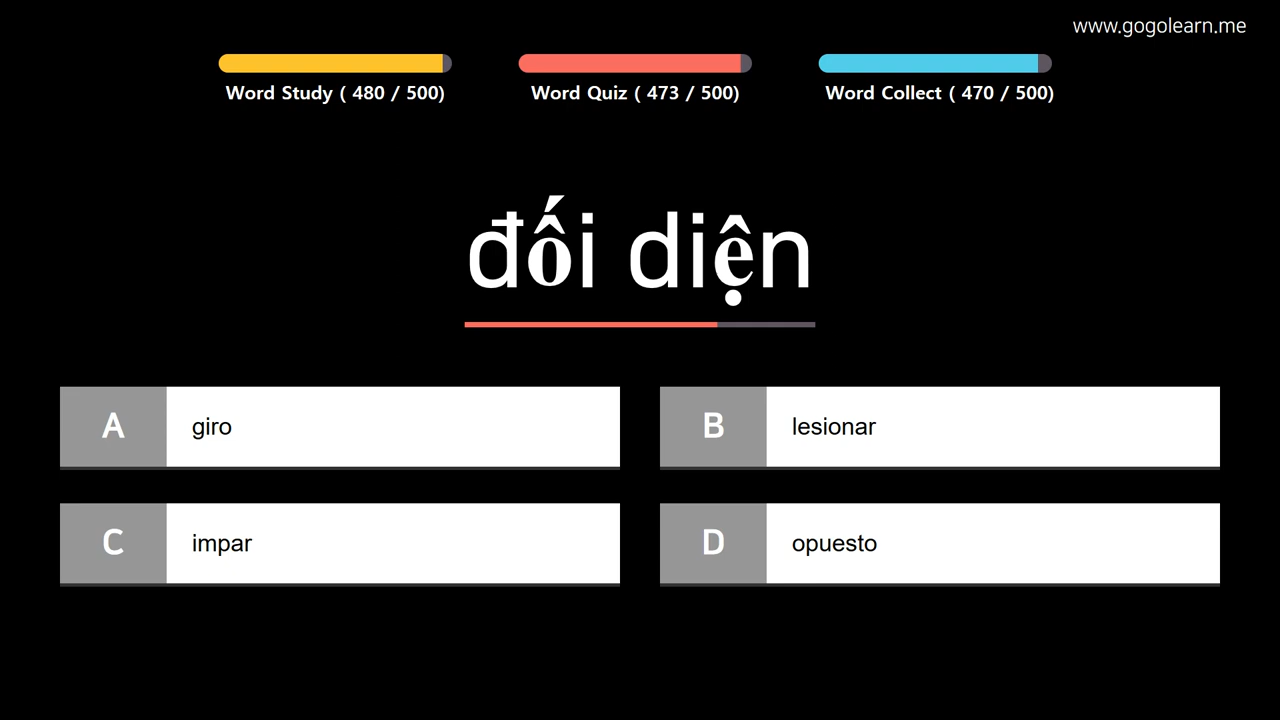 www.gogolearn.me
Word Study ( 480 / 500)
Word Quiz ( 473 / 500)
Word Collect ( 470 / 500)
đối diện
A giro
B lesionar
C impar
D opuesto